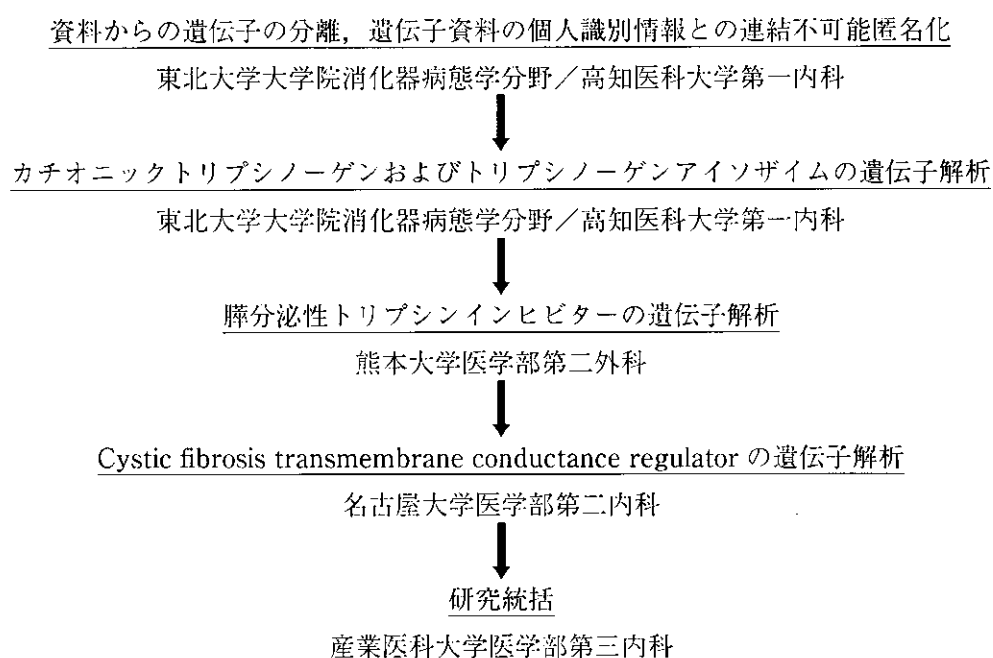 資料からの遺伝子の分離，遺伝子資料の個人識別情報との連結不可能匿名化
東北大学大学院消化器病態学分野／高知医科大学第一内科
カチオニックトリプシノーゲンおよびトリプシノーゲンアイソザイムの遺伝子解析
東北大学大学院消化器病態学分野／高知医科大学第一内科
膵分泌性トリプシンインヒビターの遺伝子解析
熊本大学医学部第二外科
Cystic fibrosis transmembrane conductance regulator の遺伝子解析
名古屋大学医学部第二内科
研究統括
産業医科大学医学部第三内科